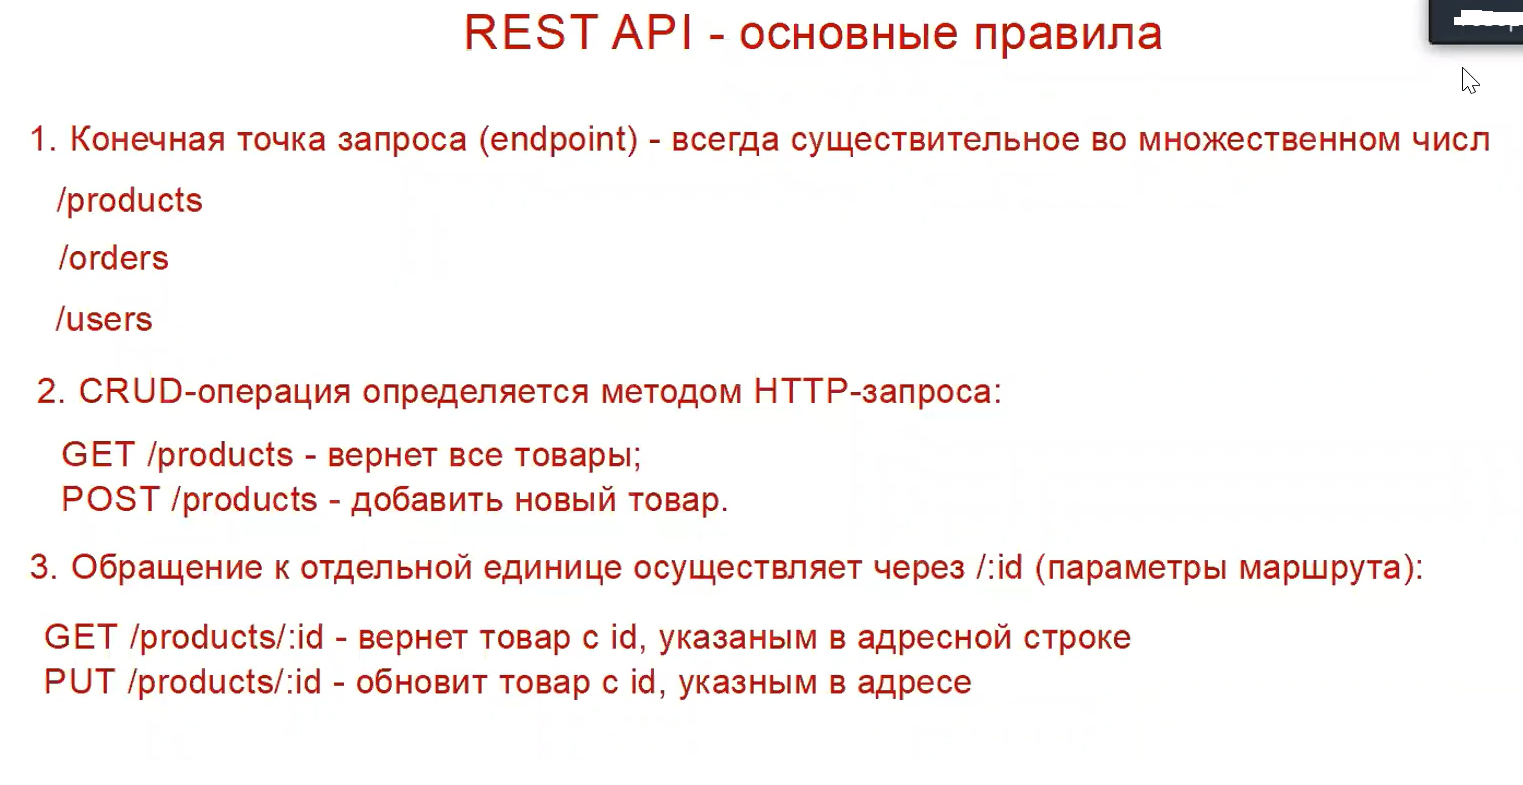 REST API - основные правила
1. Конечная точка запроса (endpoint) - всегда существительное во множественном числ
/products
/orders
/users
2. CRUD-операция определяется методом HTTP-запроса:
GET /products - вернет все товары;
POST /products - добавить новый товар.
3. Обращение к отдельной единице осуществляет через /:id (параметры маршрута):
GET /products/:id - вернет товар с id, указаным в адресной строке
PUT /products/:id - обновит товар с id, указным в адресе